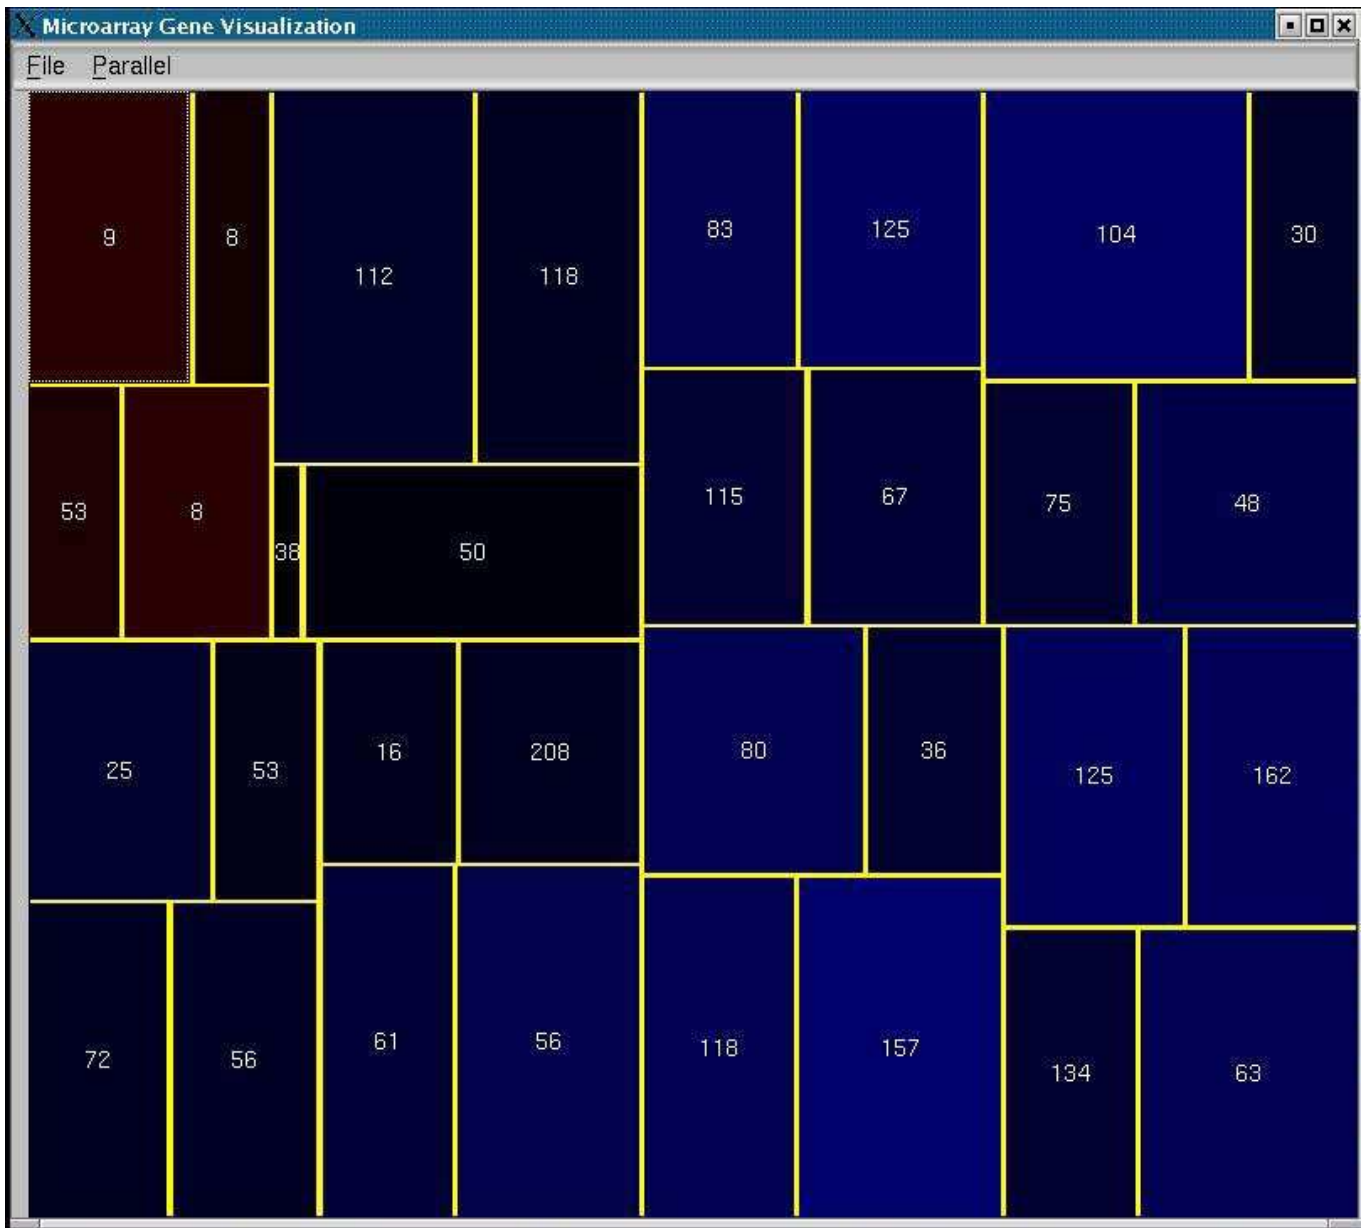 Microarray Gene Visualization
File Parallel
9 8 112 118 83 125 104 30
53 8 38 50 115 67 75 48
25 53 16 208 80 36 125 162
72 56 61 56 118 157 134 63